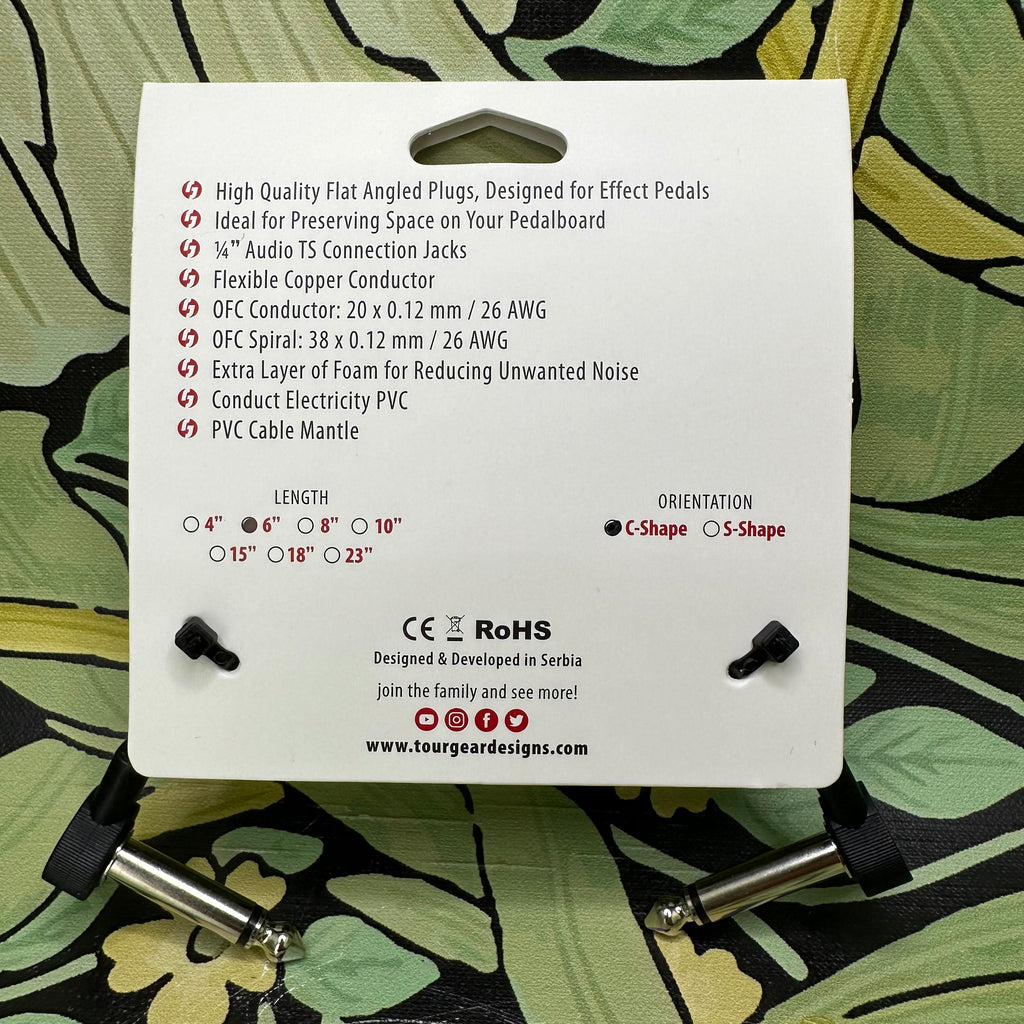 High Quality Flat Angled Plugs, Designed for Effect Pedals
Ideal for Preserving Space on Your Pedalboard
¼” Audio TS Connection Jacks
Flexible Copper Conductor
OFC Conductor: 20 x 0.12 mm / 26 AWG
OFC Spiral: 38 x 0.12 mm / 26 AWG
Extra Layer of Foam for Reducing Unwanted Noise
Conduct Electricity PVC
PVC Cable Mantle
LENGTH
4” 6” 8” 10”
15” 18” 23”
ORIENTATION
C-Shape S-Shape
CE RoHS
Designed & Developed in Serbia
join the family and see more!
www.tourgeardesigns.com